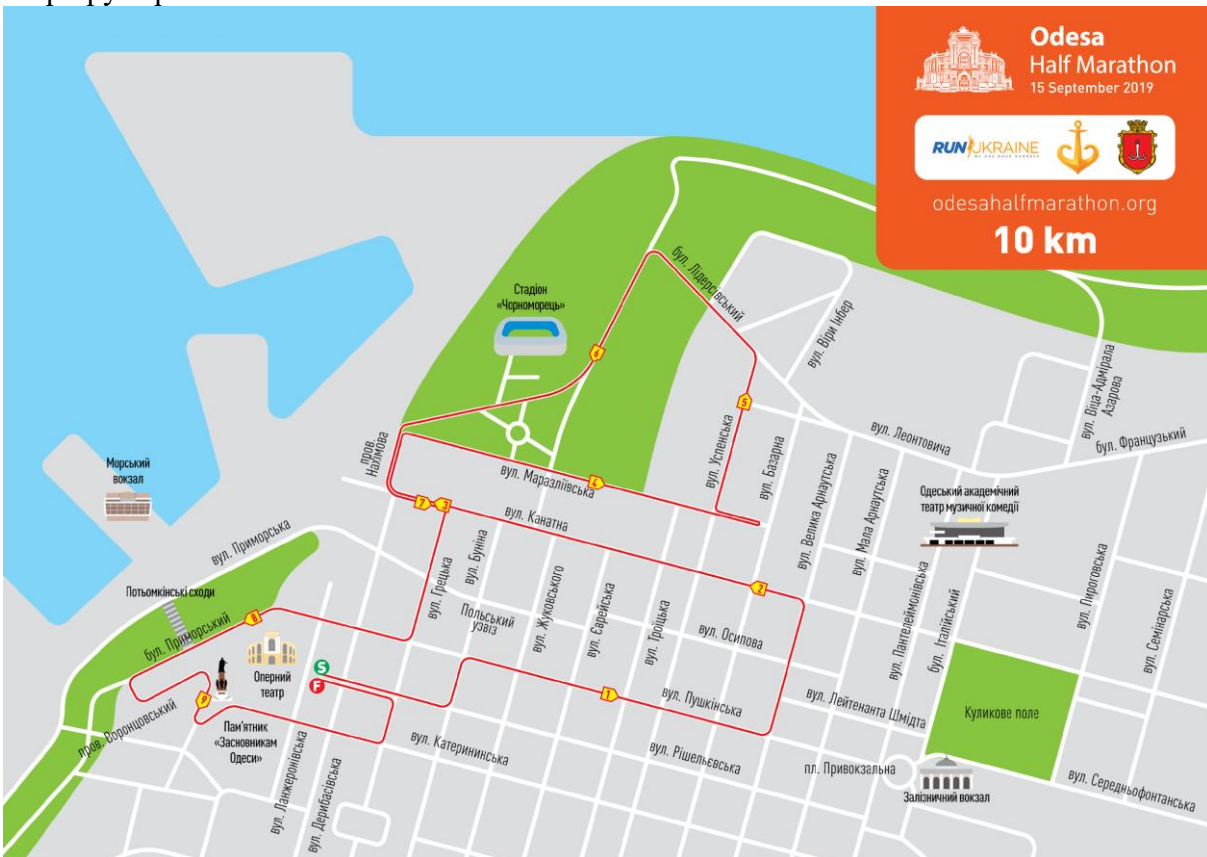 Odesa
Half Marathon
15 September 2019
RUN UKRAINE
odesahalfmarathon.org
10 km
бул. Лідерсівський
Стадіон
«Чорноморець»
6
вул. Віри Інбер
вул. Віца-Адмірала
Азарова
5
вул. Леонтовича
бул. Французький
пров.
Нахімова
вул. Успенська
вул. Базарна
Морський
вокзал
вул. Маразліївська
4
вул. Велика Арнаутська
вул. Мала Арнаутська
Одеський академічний
театр музичної комедії
7
3
вул. Канатна
вул. Приморська
вул. Буніна
вул. Грецька
Потьомкінські сходи
2
вул. Пантелеймонівська
бул. Італійський
вул. Пироговська
вул. Семінарська
вул. Жуковського
вул. Єврейська
вул. Троїцька
Польський
узвіз
вул. Осипова
8
бул. Приморський
Оперний
театр
S
F
9
1
вул. Пушкінська
вул. Лейтенанта Шмідта
Куликове поле
пров. Воронцовський
Пам'ятник
«Засновникам
Одеси»
вул. Катерининська
вул. Рішельєвська
вул. Ланжеронівська
вул. Дерибасівська
пл. Привокзальна
Залізничний вокзал
вул. Середньофонтанська